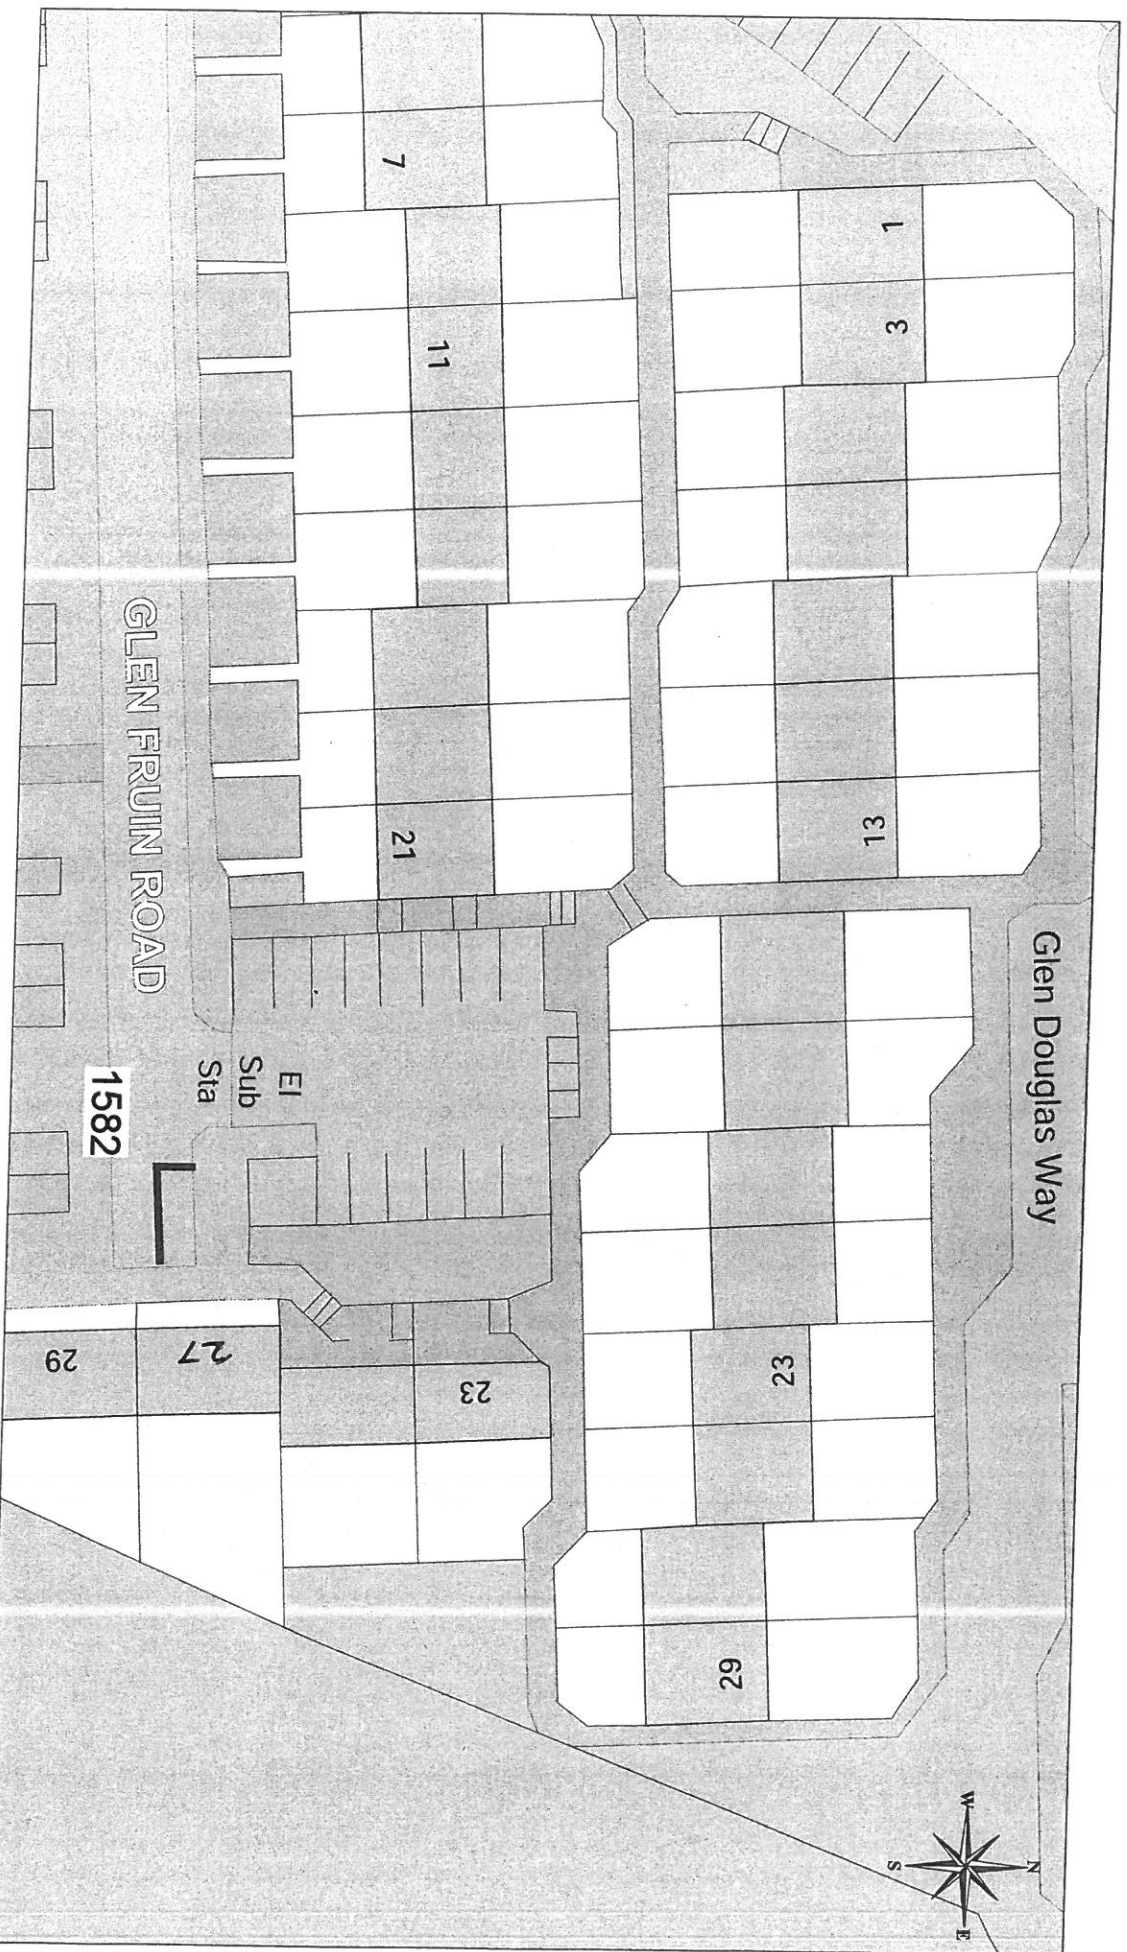 Glen Douglas Way
1
3
13
23
29
7
11
21
GLEN FRUIN ROAD
El
Sub
Sta
1582
23
27
29
N
W
E
S